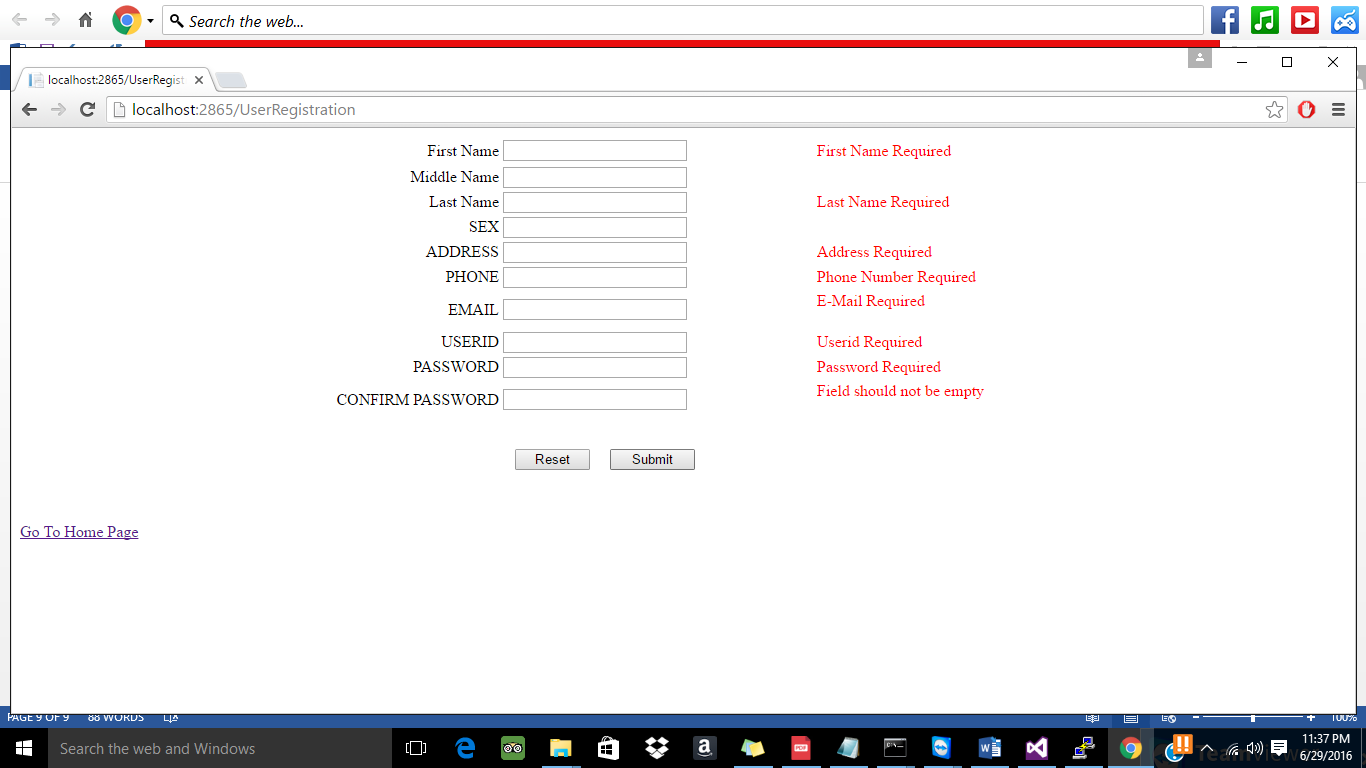 Search the web...
localhost:2865/UserRegist
localhost:2865/UserRegistration
First Name First Name Required
Middle Name
Last Name Last Name Required
SEX
ADDRESS Address Required
PHONE Phone Number Required
EMAIL E-Mail Required
USERID Userid Required
PASSWORD Password Required
CONFIRM PASSWORD Field should not be empty
Reset Submit
Go To Home Page
PAGE 9 OF 9 88 WORDS 100%
Search the web and Windows
11:37 PM
6/29/2016